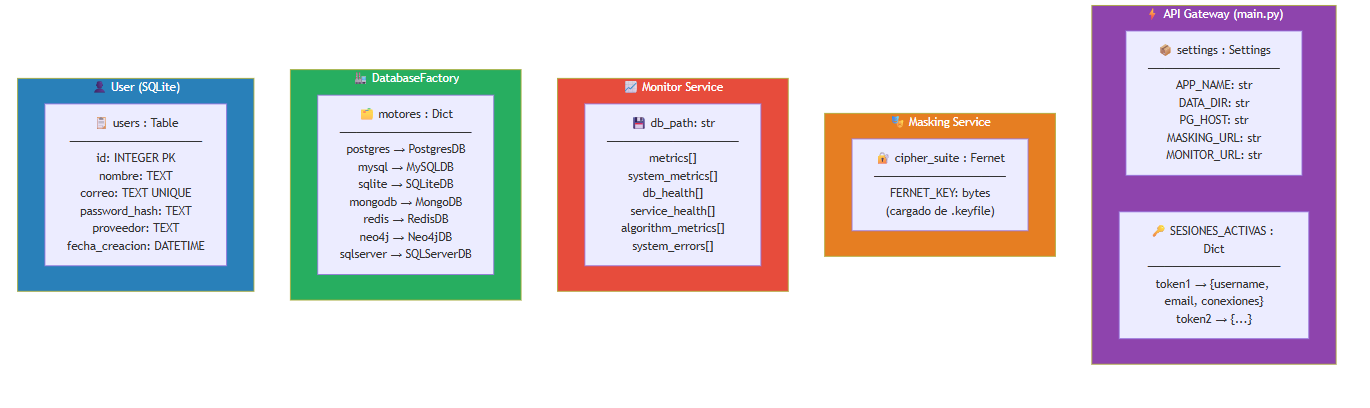 👤 User (SQLite)
📋 users : Table
id: INTEGER PK
nombre: TEXT
correo: TEXT UNIQUE
password_hash: TEXT
proveedor: TEXT
fecha_creacion: DATETIME
🏭 DatabaseFactory
🗂️ motores : Dict
postgres → PostgresDB
mysql → MySQLDB
sqlite → SQLiteDB
mongodb → MongoDB
redis → RedisDB
neo4j → Neo4jDB
sqlserver → SQLServerDB
📈 Monitor Service
💾 db_path: str
metrics[]
system_metrics[]
db_health[]
service_health[]
algorithm_metrics[]
system_errors[]
🎭 Masking Service
🔐 cipher_suite : Fernet
FERNET_KEY: bytes
(cargado de .keyfile)
⚡ API Gateway (main.py)
📦 settings : Settings
APP_NAME: str
DATA_DIR: str
PG_HOST: str
MASKING_URL: str
MONITOR_URL: str
🔑 SESIONES_ACTIVAS :
Dict
token1 → {username,
email, conexiones}
token2 → {...}